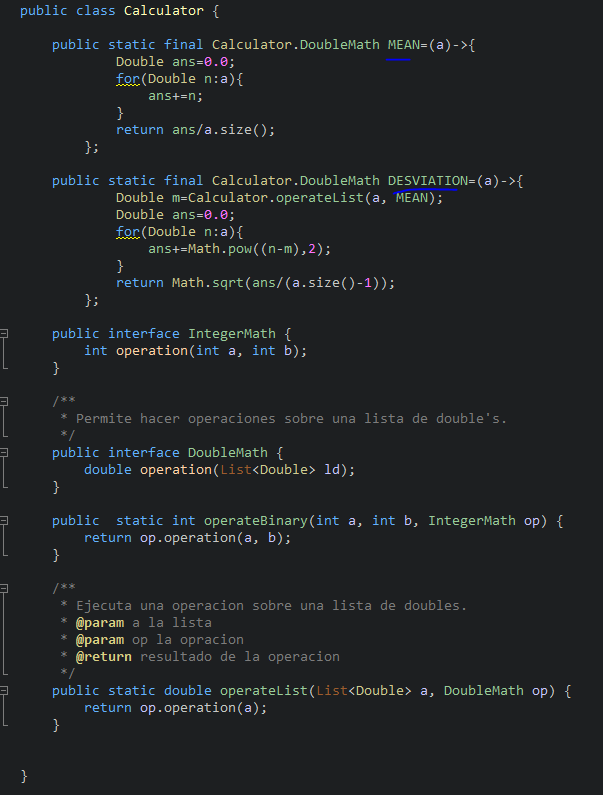 public class Calculator {
public static final Calculator.DoubleMath MEAN=(a)->{
Double ans=0.0;
for(Double n:a){
ans+=n;
}
return ans/a.size();
};
public static final Calculator.DoubleMath DESVIATION=(a)->{
Double m=Calculator.operateList(a, MEAN);
Double ans=0.0;
for(Double n:a){
ans+=Math.pow((n-m),2);
}
return Math.sqrt(ans/(a.size()-1));
};
public interface IntegerMath {
int operation(int a, int b);
}
/**
* Permite hacer operaciones sobre una lista de double's.
*/
public interface DoubleMath {
double operation(List<Double> ld);
}
public  static int operateBinary(int a, int b, IntegerMath op) {
return op.operation(a, b);
}
/**
* Ejecuta una operacion sobre una lista de doubles.
* @param a la lista
* @param op la opracion
* @return resultado de la operacion
*/
public static double operateList(List<Double> a, DoubleMath op) {
return op.operation(a);
}
}